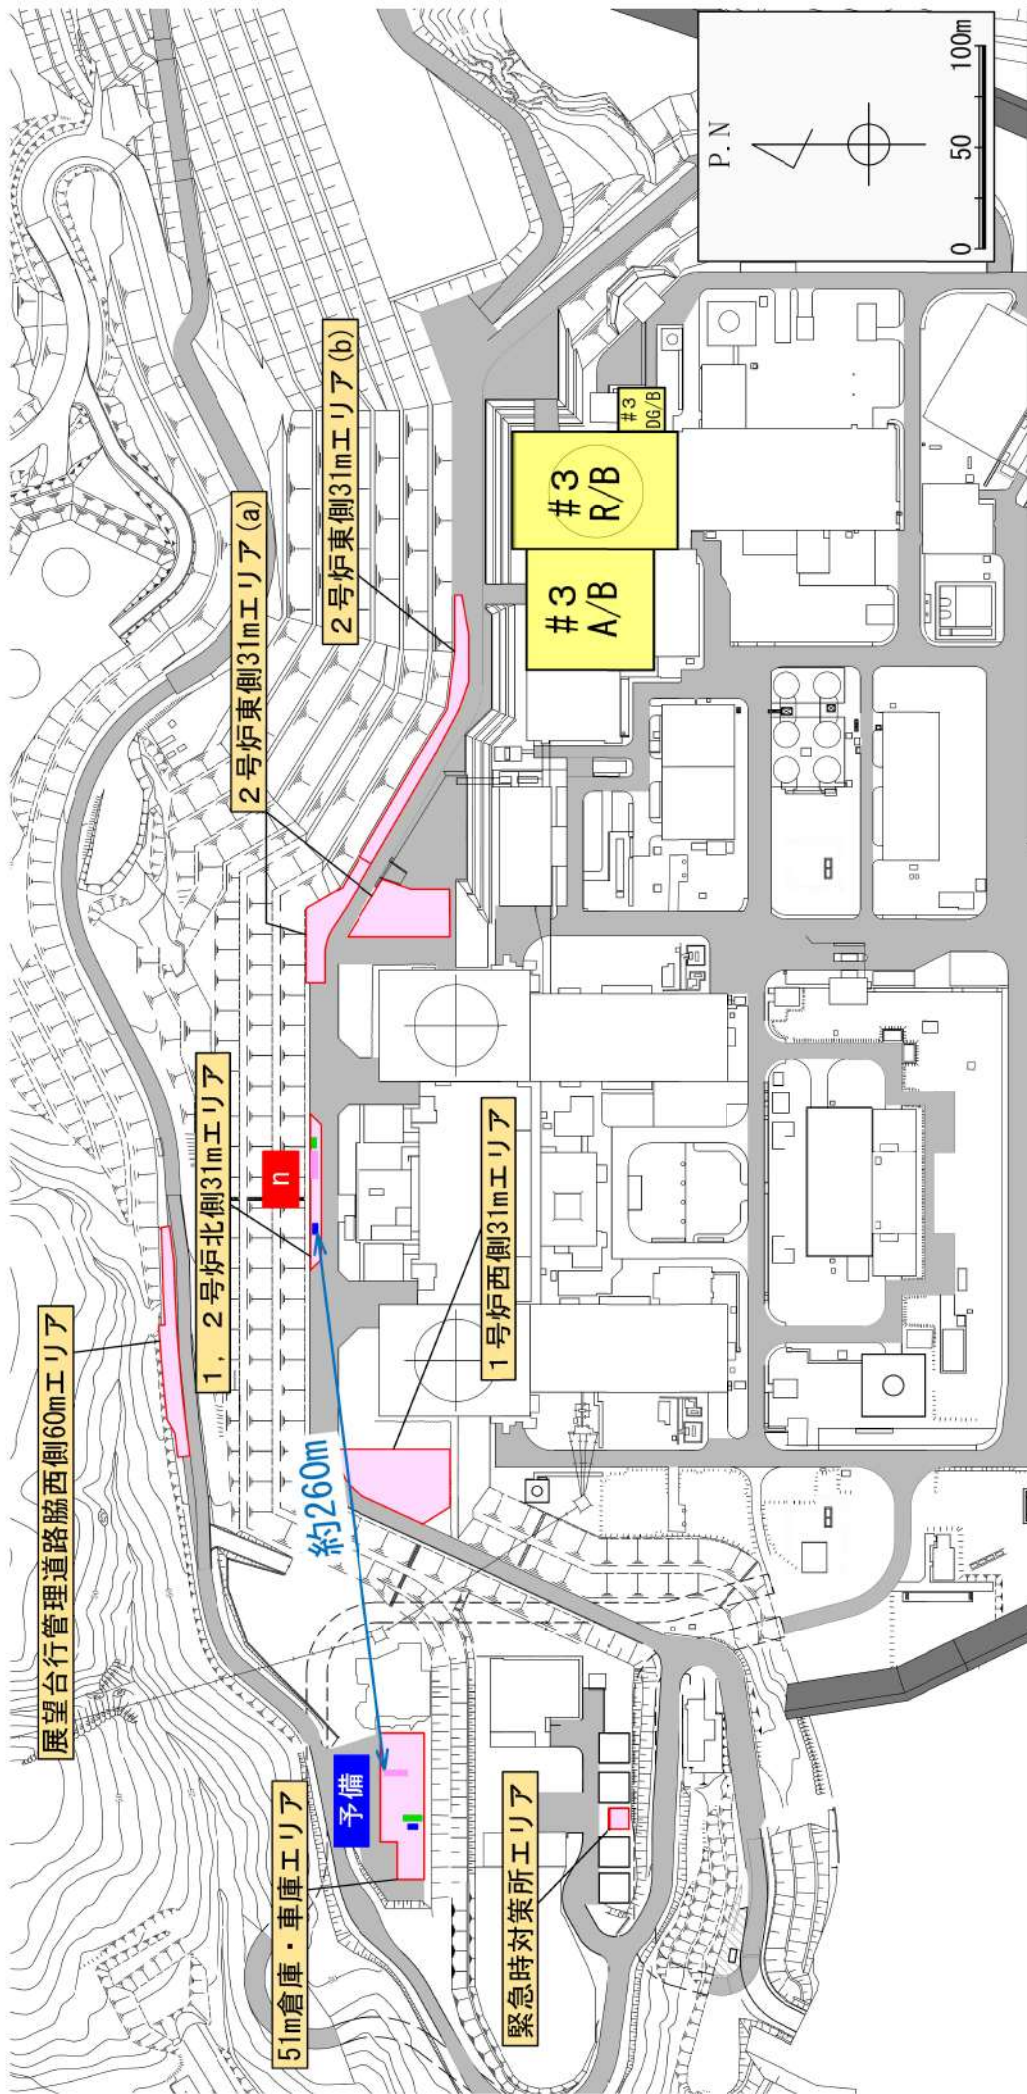 展望台行管理道路脇西側60mエリア
2号炉東側31mエリア(a)
2号炉東側31mエリア(b)
1，2号炉北側31mエリア
n
51m倉庫・車庫エリア
予備
約260m
1号炉西側31mエリア
緊急時対策所エリア
#3
A/B
#3
R/B
#3
DG/B
P.N
0 50 100m